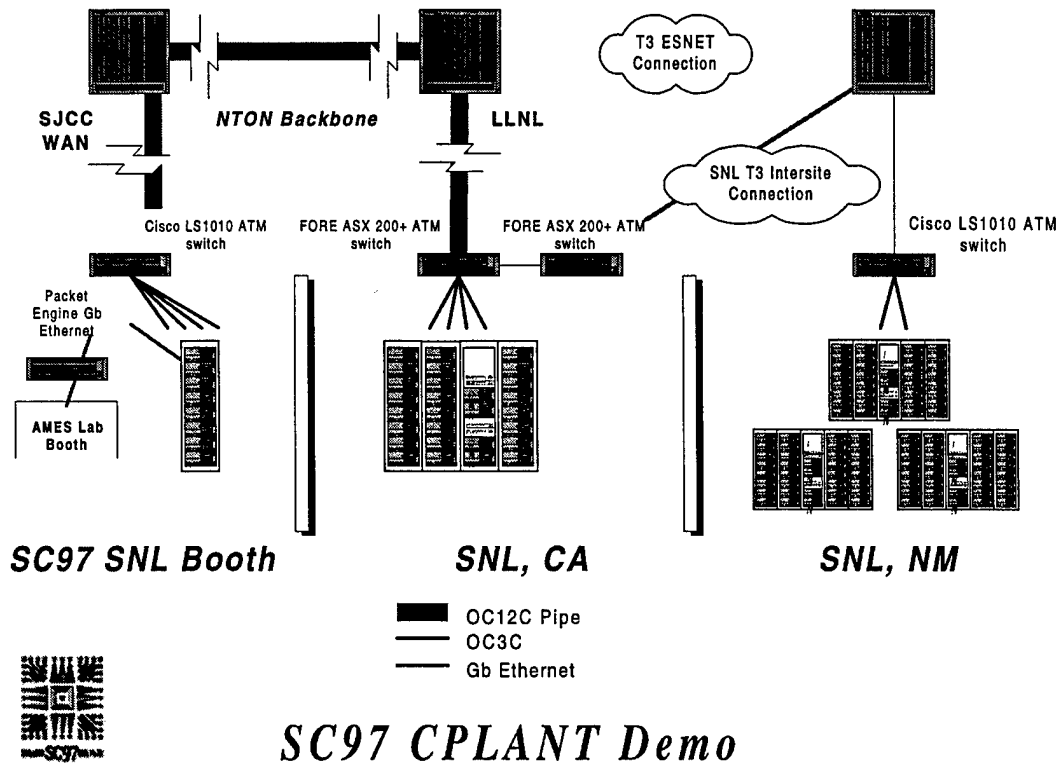 T3 ESNET
Connection
SJCC
WAN
NTON Backbone
LLNL
SNL T3 Intersite
Connection
Cisco LS1010 ATM
switch
FORE ASX 200+ ATM
switch
FORE ASX 200+ ATM
switch
Cisco LS1010 ATM
switch
Packet
Engine Gb
Ethernet
AMES Lab
Booth
SC97 SNL Booth
SNL, CA
SNL, NM
OC12C Pipe
OC3C
Gb Ethernet
SC97
SC97 CPLANT Demo